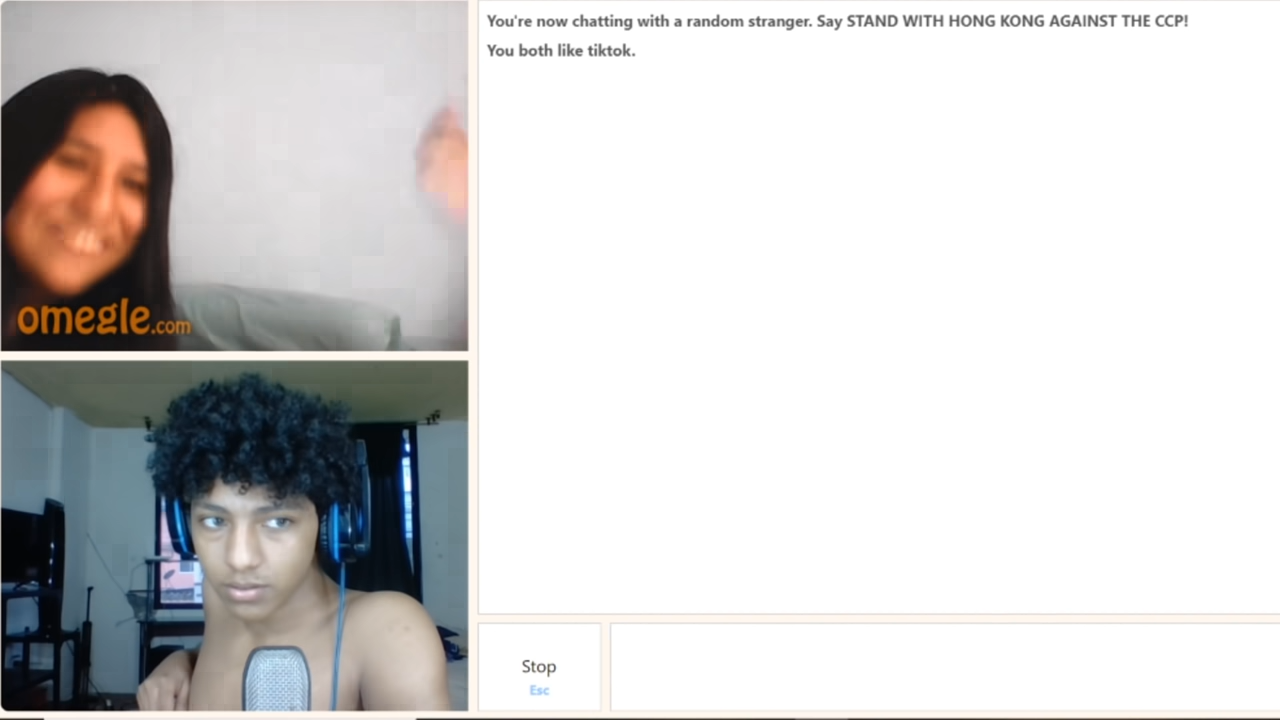 You're now chatting with a random stranger. Say STAND WITH HONG KONG AGAINST THE CCP!
You both like tiktok.
omegle.com
Stop
Esc